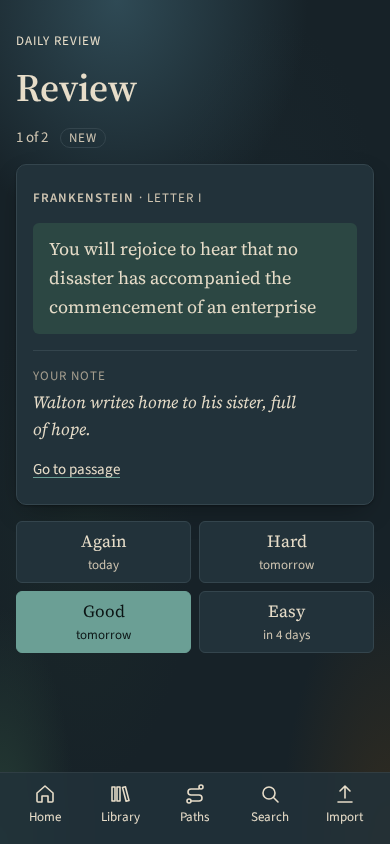 DAILY REVIEW
Review
1 of 2 NEW
FRANKENSTEIN · LETTER I
You will rejoice to hear that no
disaster has accompanied the
commencement of an enterprise
YOUR NOTE
Walton writes home to his sister, full
of hope.
Go to passage
Again
today
Hard
tomorrow
Good
tomorrow
Easy
in 4 days
Home
Library
Paths
Search
Import